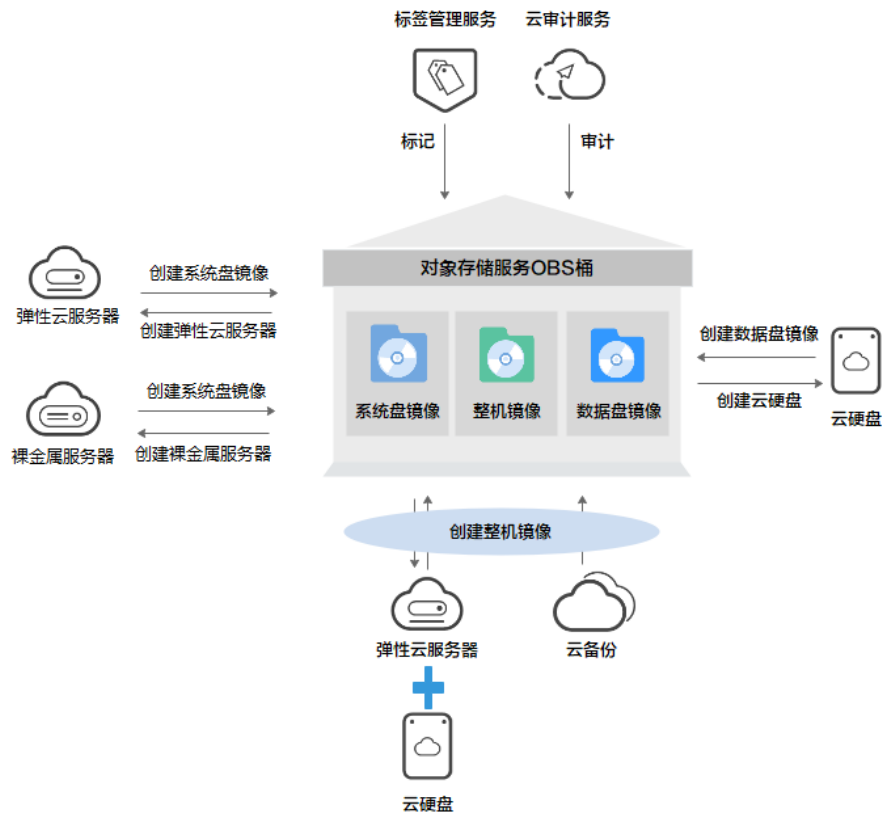 标签管理服务
云审计服务
标记
审计
对象存储服务OBS桶
创建系统盘镜像
弹性云服务器
创建弹性云服务器
创建系统盘镜像
裸金属服务器
创建裸金属服务器
系统盘镜像
整机镜像
数据盘镜像
创建数据盘镜像
创建云硬盘
云硬盘
创建整机镜像
弹性云服务器
云备份
云硬盘